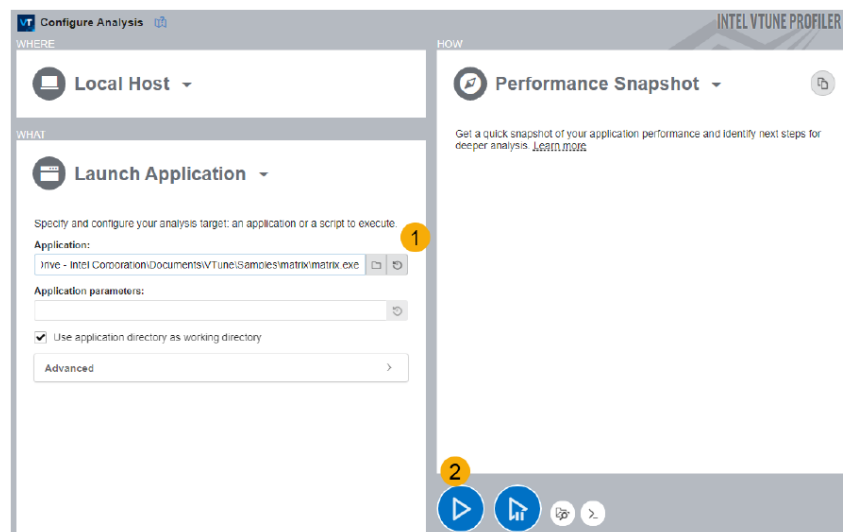 VT Configure Analysis
INTEL VTUNE PROFILER
WHERE
Local Host
WHAT
Launch Application
Specify and configure your analysis target: an application or a script to execute.
1
Application:
Drive - Intel Corporation\Documents\VTune\Samples\matrix\matrix.exe
Application parameters:
Use application directory as working directory
Advanced
HOW
Performance Snapshot
Get a quick snapshot of your application performance and identify next steps for
deeper analysis. Learn more
2